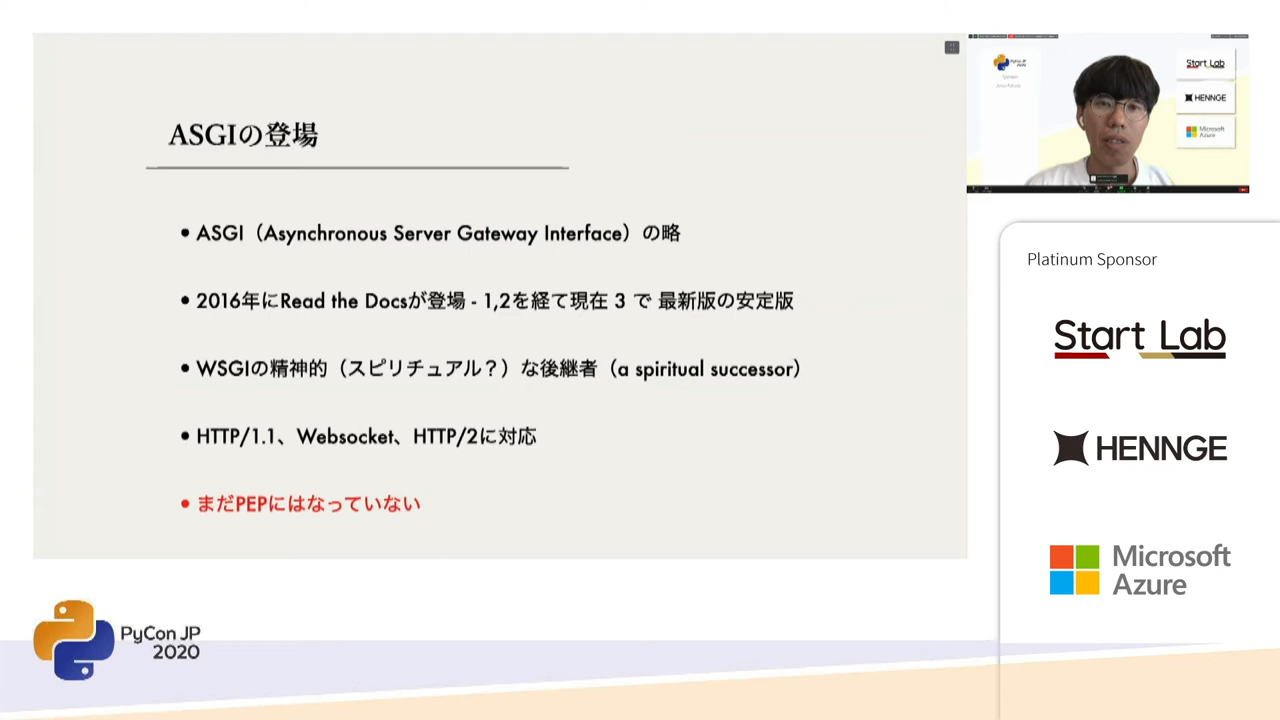 ASGIの登場
• ASGI（Asynchronous Server Gateway Interface）の略
• 2016年にRead the Docsが登場 - 1,2を経て現在 3 で 最新版の安定版
• WSGIの精神的（スピリチュアル？）な後継者（a spiritual successor）
• HTTP/1.1、Websocket、HTTP/2に対応
• まだPEPにはなっていない
PyCon JP
2020
Start Lab
HENNGE
Microsoft
Azure
Platinum Sponsor
Start Lab
HENNGE
Microsoft
Azure
PyCon JP
2020